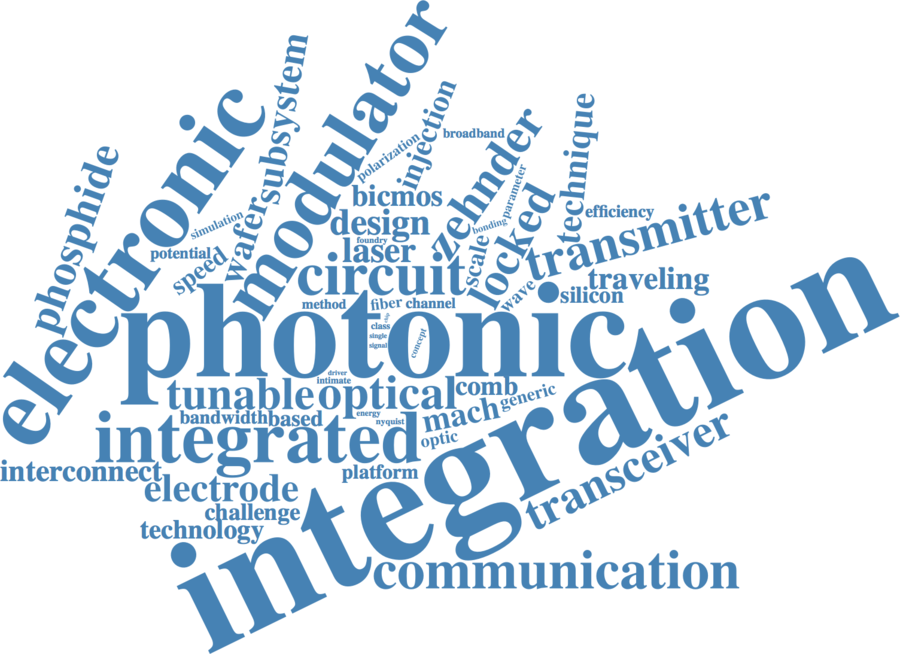 modulator
subsystem
electronic
injection
technique
zehnder
broadband
polarization
phosphide
parameter
bicmos
locked
transmitter
simulation
wafer
design
bonding
efficiency
foundry
potential
laser
scale
speed
circuit
traveling
wave
silicon
method
fiber
channel
photonic
chip
class
single
signal
concept
driver
intimate
tunable
optical
comb
generic
integration
bandwidth
based
energy
nyquist
mach
integrated
optic
transceiver
interconnect
platform
electrode
challenge
technology
communication